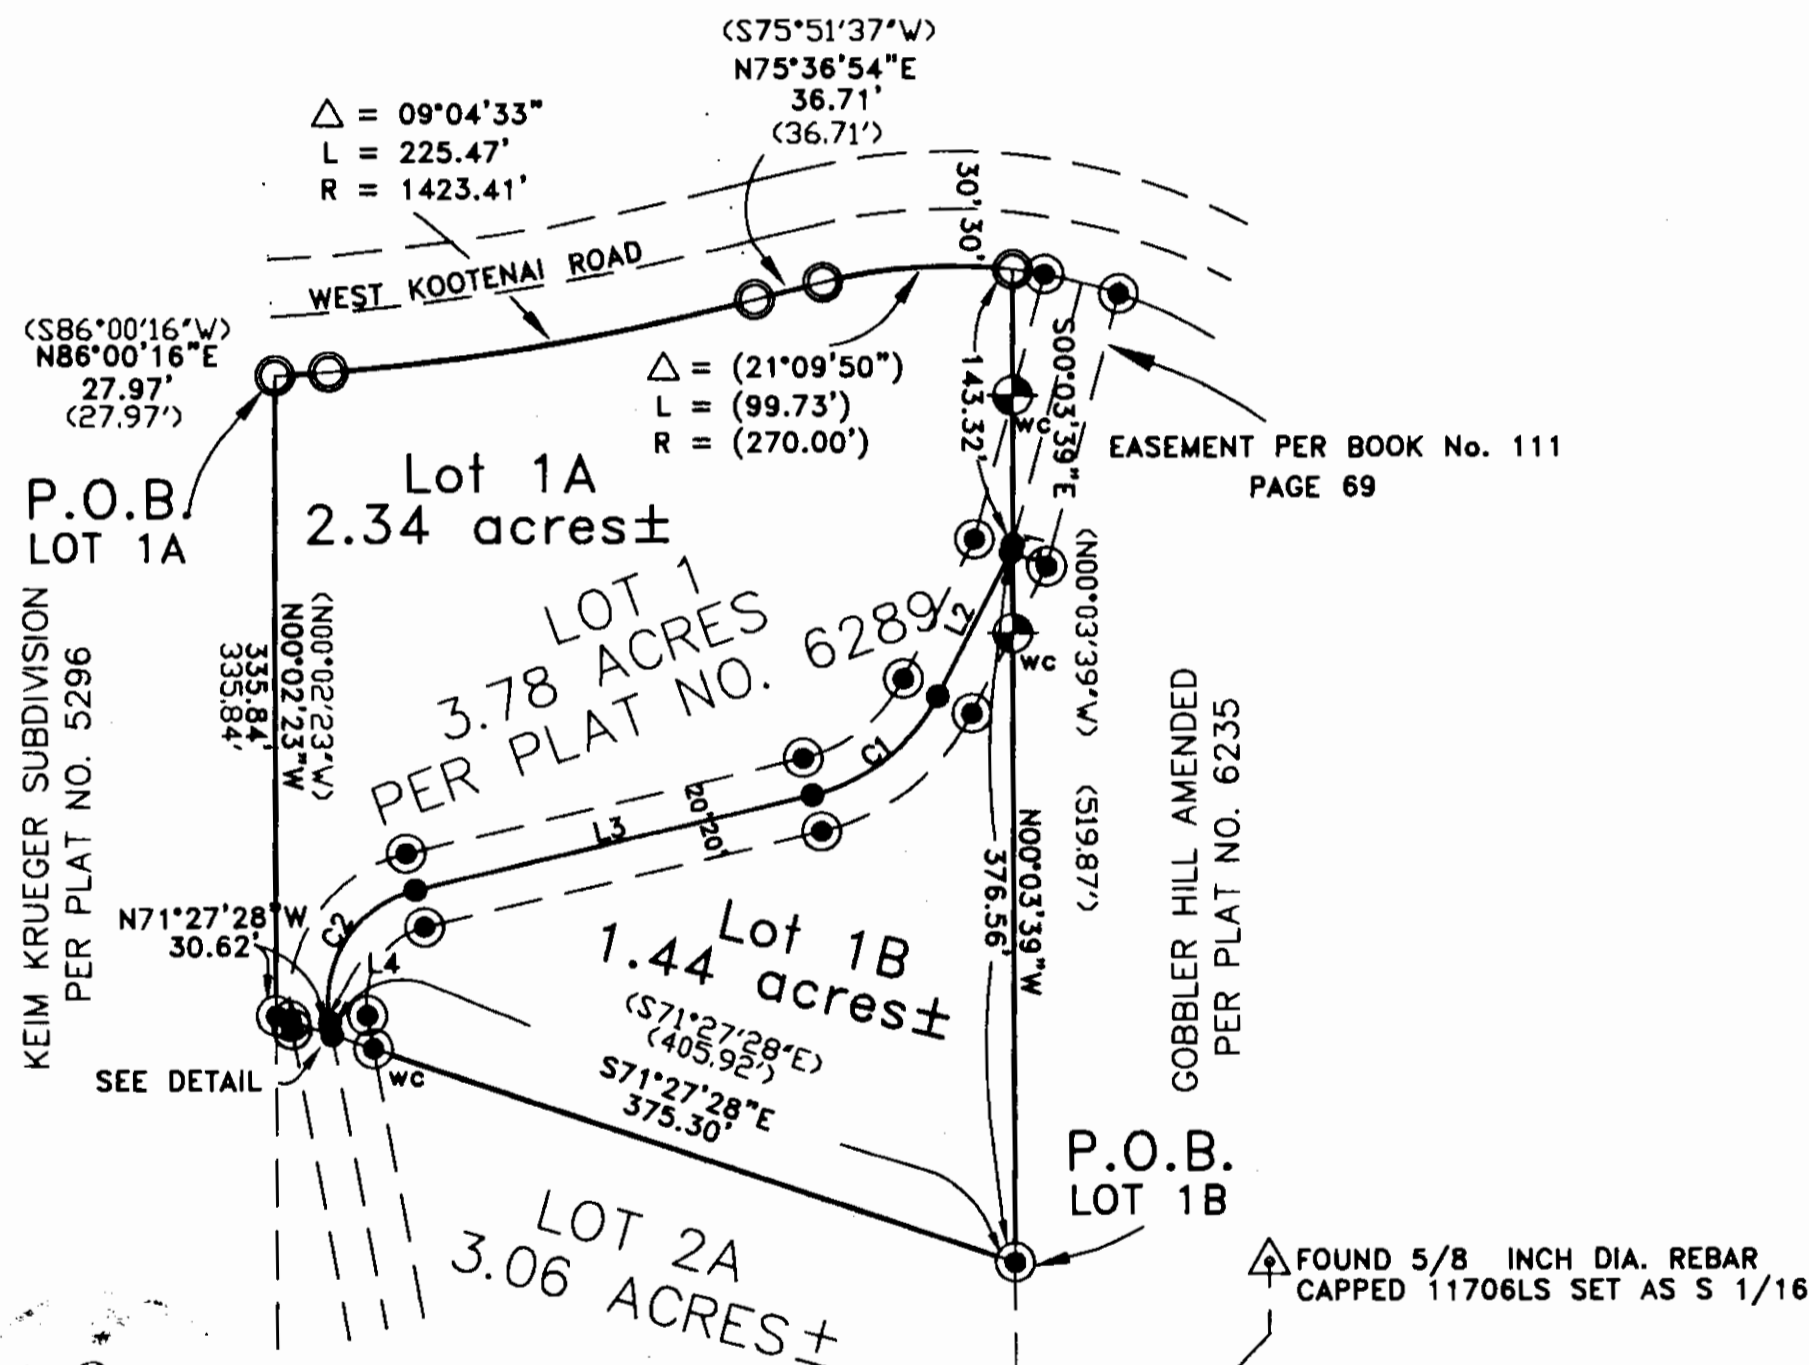 (S75°51'37"W)
N75°36'54"E
36.71'
(36.71')
△ = 09°04'33"
L = 225.47'
R = 1423.41'
30' 30'
WEST KOOTENAI ROAD
(S86°00'16"W)
N86°00'16"E
27.97'
(27.97')
△ = (21°09'50")
L = (99.73')
R = (270.00')
143.32'
S00°03'39"E
WC
EASEMENT PER BOOK No. 111
PAGE 69
P.O.B.
LOT 1A
Lot 1A
2.34 acres±
LOT 1
3.78 ACRES
PER PLAT NO. 6289
L2
WC
(N00°03'39"W)
(519.87')
KEIM KRUEGER SUBDIVISION
PER PLAT NO. 5296
(N00°02'23"W)
N00°02'23"W
335.84'
335.84'
C1
20' 20'
L3
N00°03'39"W
376.56'
GOBBLER HILL AMENDED
PER PLAT NO. 6235
N71°27'28"W
30.62'
C2
L4
Lot 1B
1.44 acres±
(S71°27'28"E)
(405.92')
S71°27'28"E
375.30'
SEE DETAIL
WC
P.O.B.
LOT 1B
LOT 2A
3.06 ACRES±
FOUND 5/8 INCH DIA. REBAR
CAPPED 11706LS SET AS S 1/16